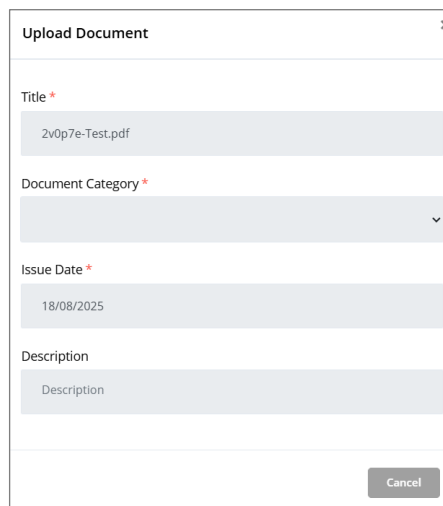 Upload Document
Title *
2v0p7e-Test.pdf
Document Category *
Issue Date *
18/08/2025
Description
Description
Cancel